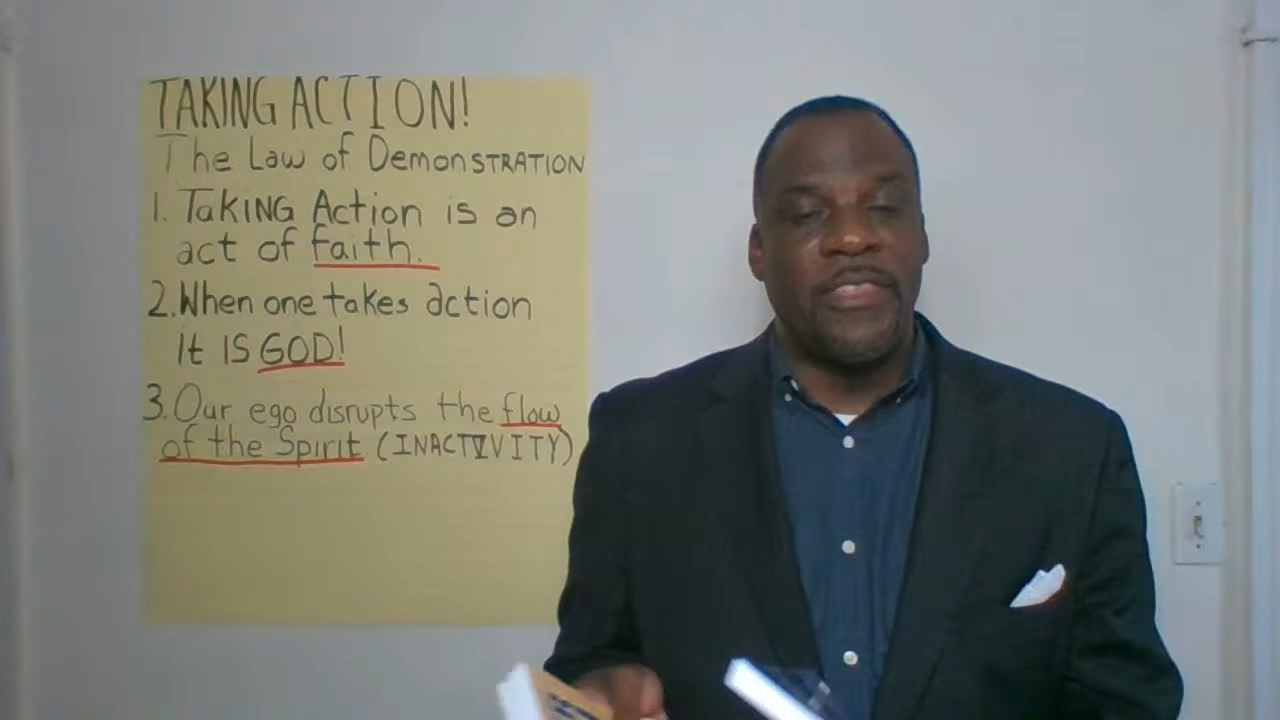 TAKING ACTION!
The Law of DemonSTRATION
1. TaKING Action is an
act of faith.
2. When one takes action
it IS GOD!
3. Our ego disrupts the flow
of the Spirit (INACTIVITY)